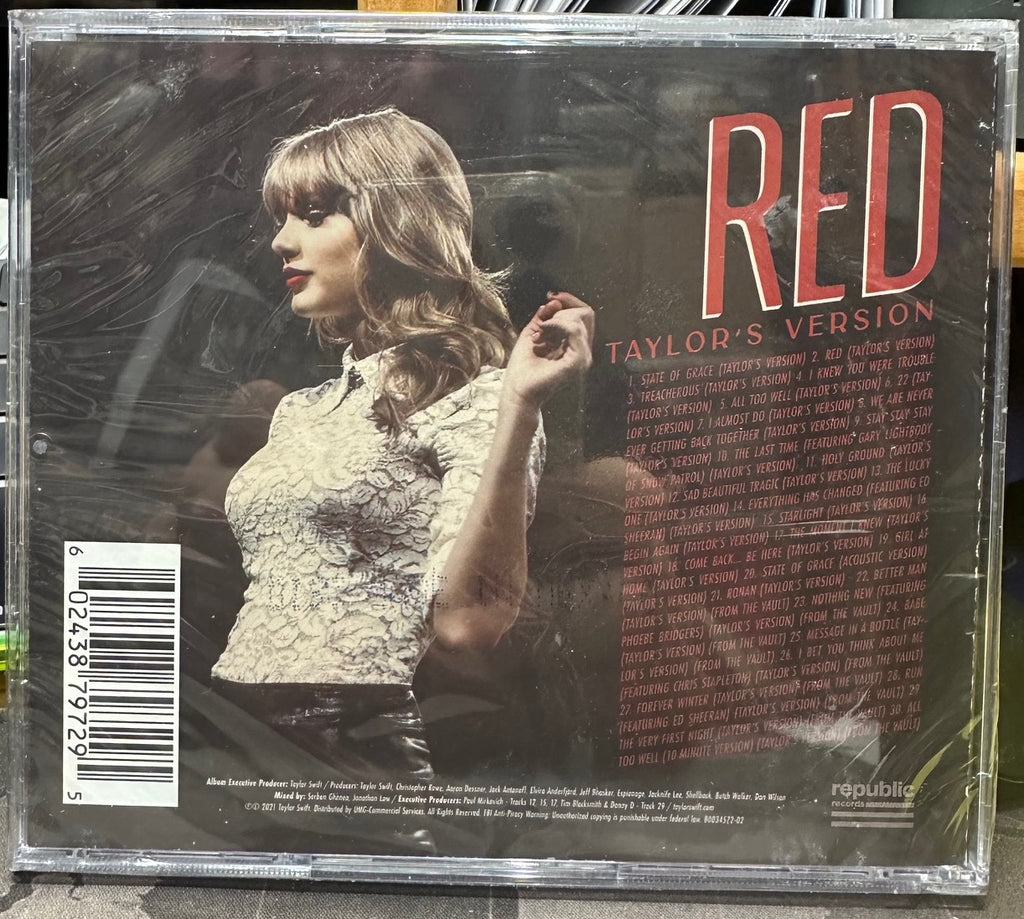 RED
TAYLOR'S VERSION
1. STATE OF GRACE (TAYLOR'S VERSION) 2. RED (TAYLOR'S VERSION)
3. TREACHEROUS (TAYLOR'S VERSION) 4. I KNEW YOU WERE TROUBLE
(TAYLOR'S VERSION) 5. ALL TOO WELL (TAYLOR'S VERSION) 6. 22 (TAY-
LOR'S VERSION) 7. I ALMOST DO (TAYLOR'S VERSION) 8. WE ARE NEVER
EVER GETTING BACK TOGETHER (TAYLOR'S VERSION) 9. STAY STAY STAY
(TAYLOR'S VERSION) 10. THE LAST TIME (FEATURING GARY LIGHTBODY
OF SNOW PATROL) (TAYLOR'S VERSION) 11. HOLY GROUND (TAYLOR'S
VERSION) 12. SAD BEAUTIFUL TRAGIC (TAYLOR'S VERSION) 13. THE LUCKY
ONE (TAYLOR'S VERSION) 14. EVERYTHING HAS CHANGED (FEATURING ED
SHEERAN) (TAYLOR'S VERSION) 15. STARLIGHT (TAYLOR'S VERSION) 16.
BEGIN AGAIN (TAYLOR'S VERSION) 17. THE MOMENT I KNEW (TAYLOR'S
VERSION) 18. COME BACK... BE HERE (TAYLOR'S VERSION) 19. GIRL AT
HOME (TAYLOR'S VERSION) 20. STATE OF GRACE (ACOUSTIC VERSION)
(TAYLOR'S VERSION) 21. RONAN (TAYLOR'S VERSION) 22. BETTER MAN
(TAYLOR'S VERSION) (FROM THE VAULT) 23. NOTHING NEW (FEATURING
PHOEBE BRIDGERS) (TAYLOR'S VERSION) (FROM THE VAULT) 24. BABE
(TAYLOR'S VERSION) (FROM THE VAULT) 25. MESSAGE IN A BOTTLE (TAY-
LOR'S VERSION) (FROM THE VAULT) 26. I BET YOU THINK ABOUT ME
(FEATURING CHRIS STAPLETON) (TAYLOR'S VERSION) (FROM THE VAULT)
27. FOREVER WINTER (TAYLOR'S VERSION) (FROM THE VAULT) 28. RUN
(FEATURING ED SHEERAN) (TAYLOR'S VERSION) (FROM THE VAULT) 29.
THE VERY FIRST NIGHT (TAYLOR'S VERSION) (FROM THE VAULT) 30. ALL
TOO WELL (10 MINUTE VERSION) (TAYLOR'S VERSION) (FROM THE VAULT)
6 02438 79729 5
Album Executive Producer: Taylor Swift / Producers: Taylor Swift, Christopher Rowe, Aaron Dessner, Jack Antonoff, Elvira Anderfjard, Jeff Bhasker, Espionage, Jacknife Lee, Shellback, Butch Walker, Dan Wilson
Mixed by: Serban Ghenea, Jonathan Low / Executive Producers: Paul Mirkovich - Tracks 12, 15, 17, Tim Blacksmith & Danny D - Track 29 / taylorswift.com
℗© 2021 Taylor Swift. Distributed by UMG Commercial Services. All Rights Reserved. FBI Anti-Piracy Warning: Unauthorized copying is punishable under federal law. B0034572-02
republic
records